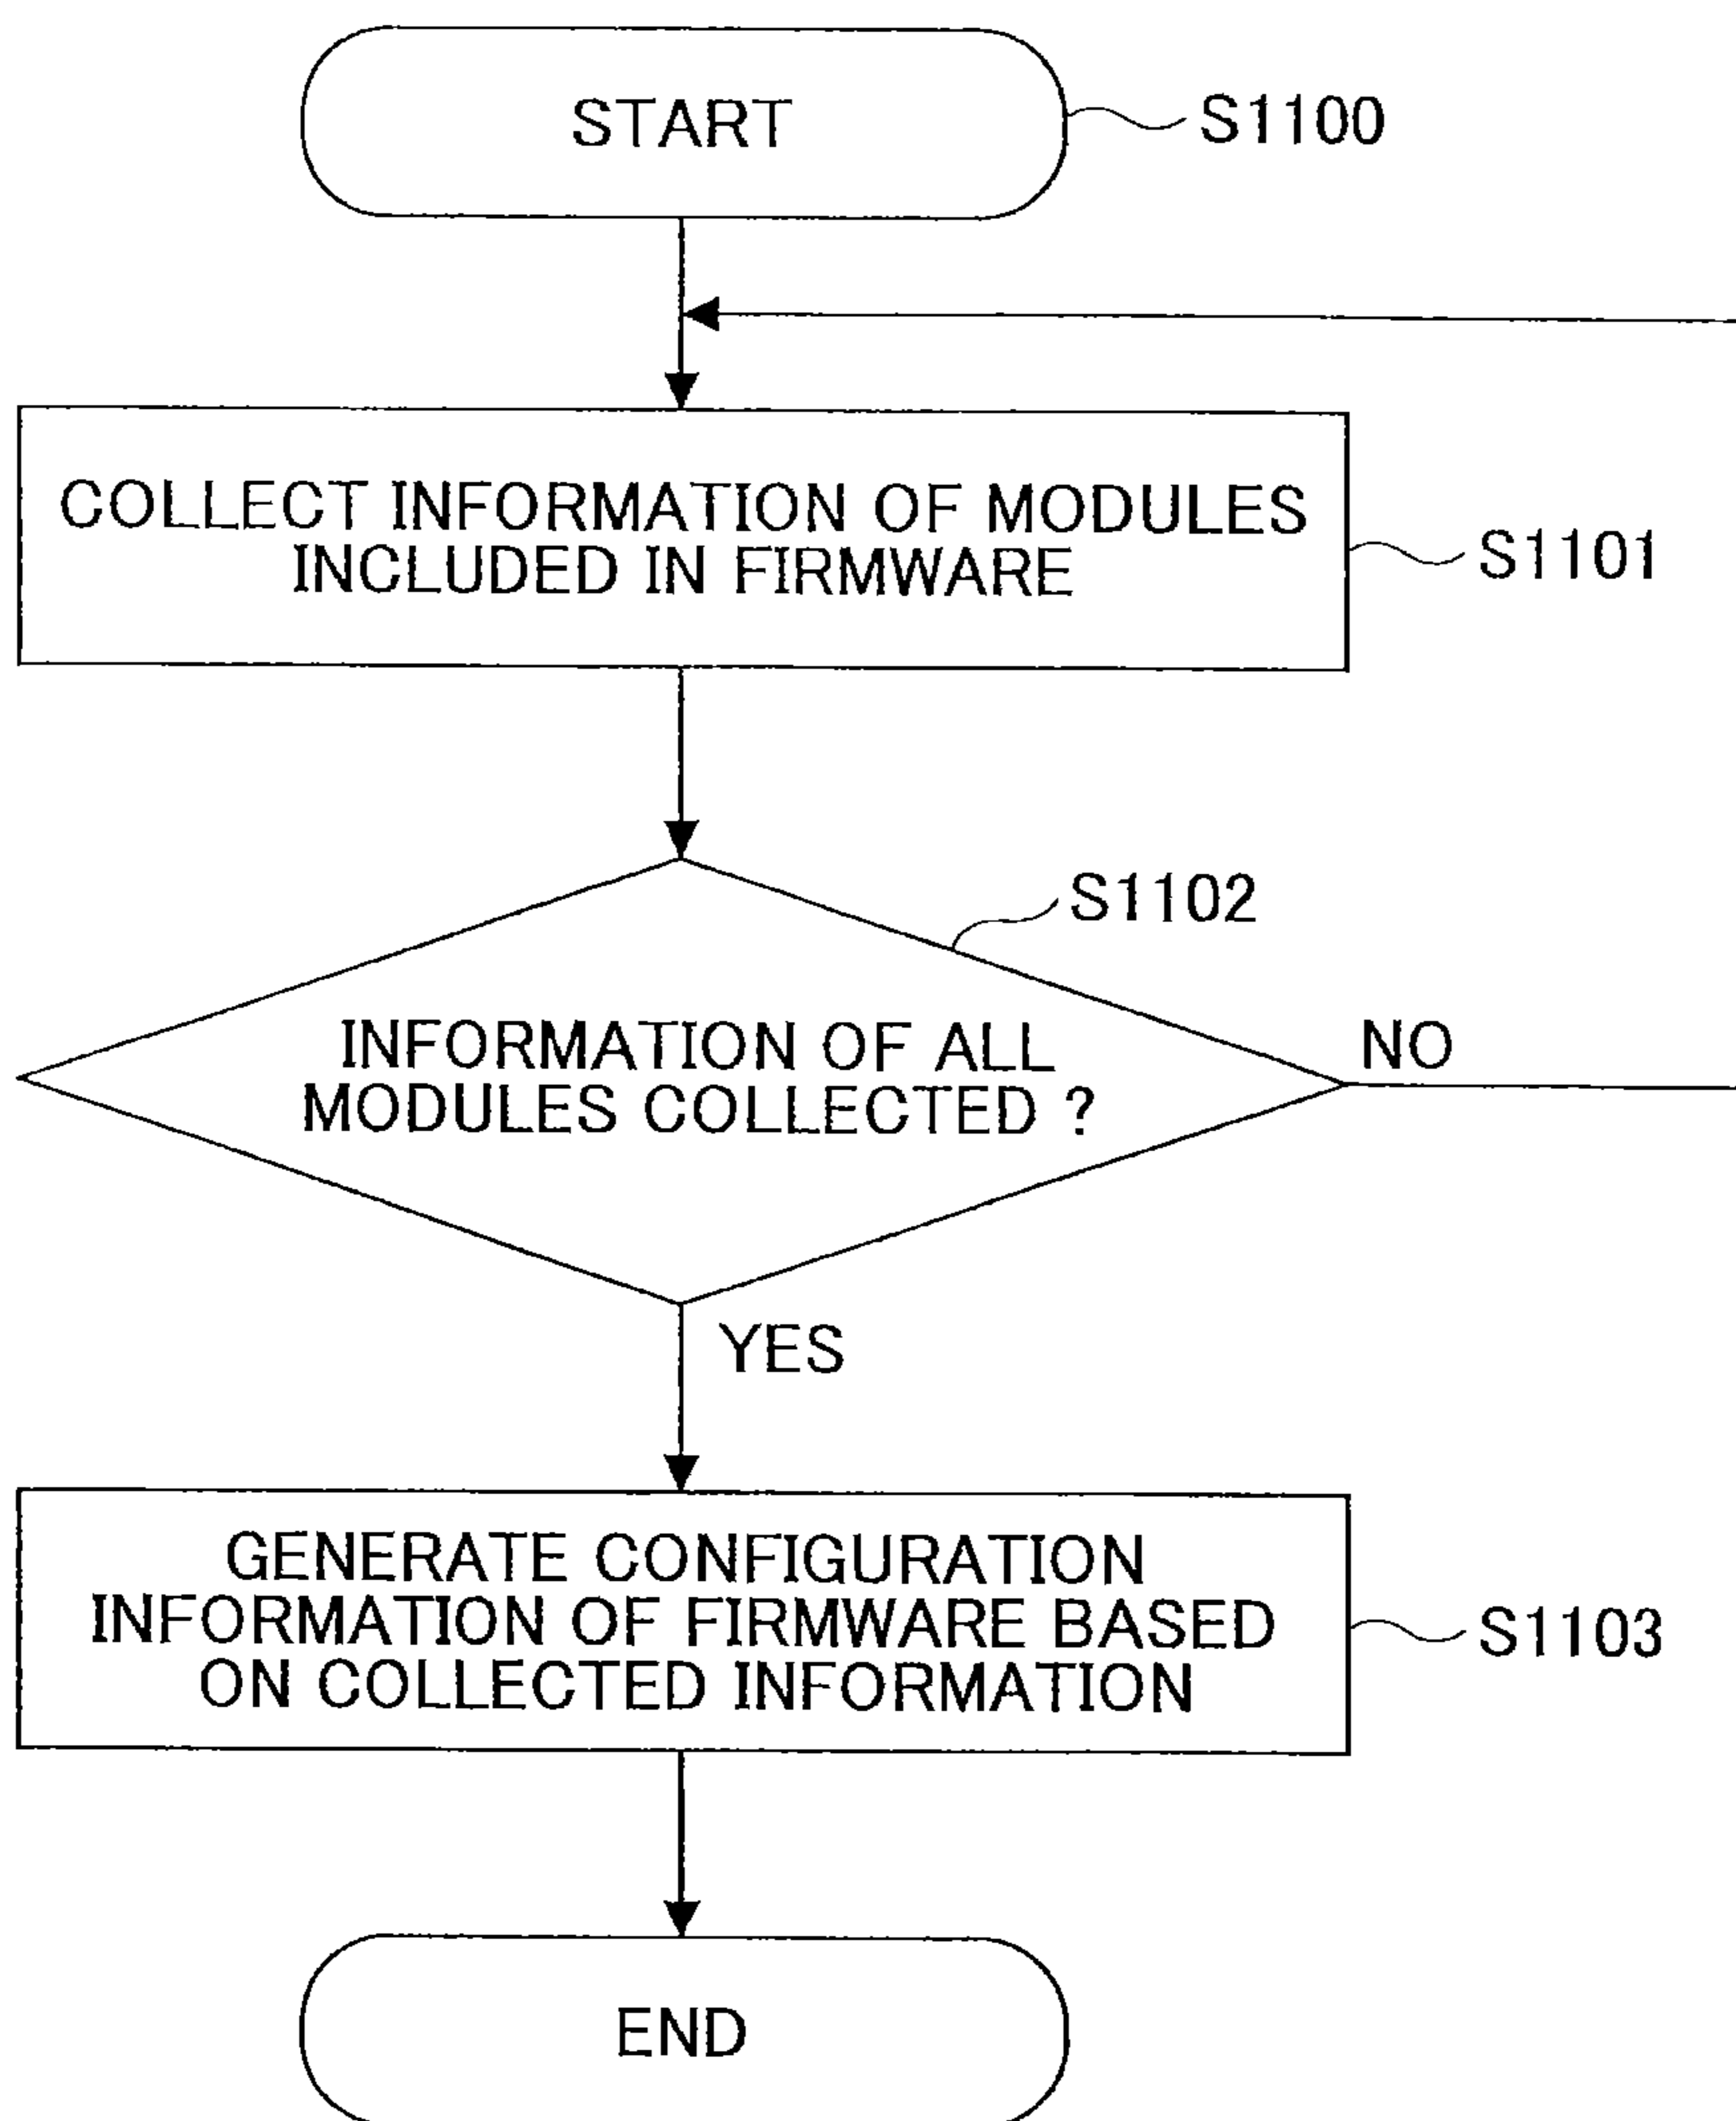 START
S1100
COLLECT INFORMATION OF MODULES
INCLUDED IN FIRMWARE
S1101
S1102
INFORMATION OF ALL
MODULES COLLECTED ?
NO
YES
GENERATE CONFIGURATION
INFORMATION OF FIRMWARE BASED
ON COLLECTED INFORMATION
S1103
END